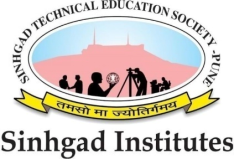 SINHGAD TECHNICAL EDUCATION SOCIETY - PUNE
तमसो मा ज्योतिर्गमय
Sinhgad Institutes